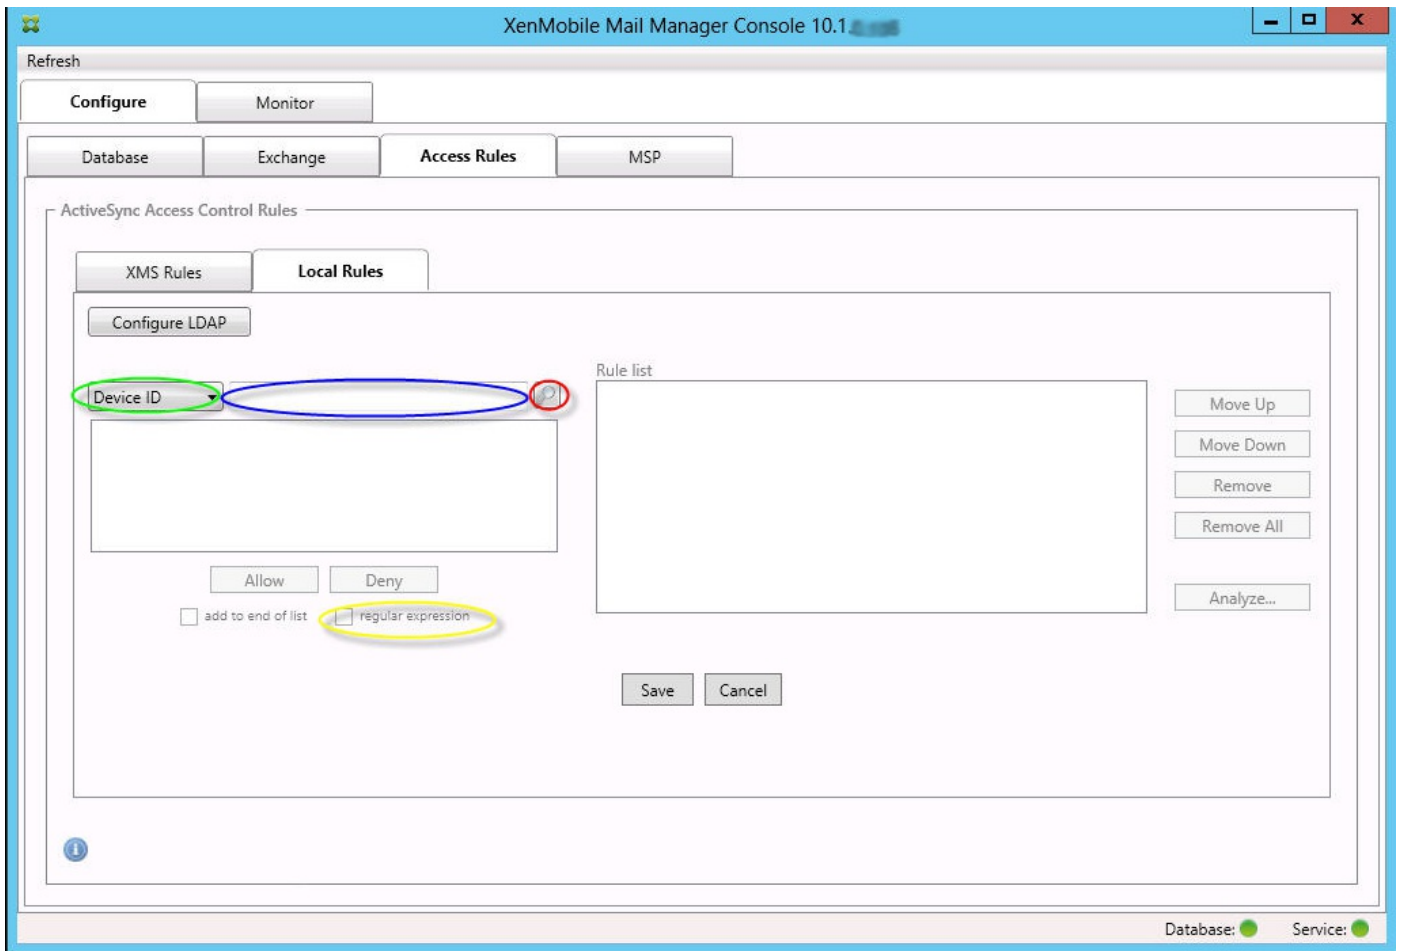 XenMobile Mail Manager Console 10.1.
Refresh
Configure Monitor
Database Exchange Access Rules MSP
ActiveSync Access Control Rules
XMS Rules Local Rules
Configure LDAP
Rule list
Device ID
Move Up
Move Down
Remove
Remove All
Allow Deny
Analyze...
add to end of list regular expression
Save Cancel
Database: Service: